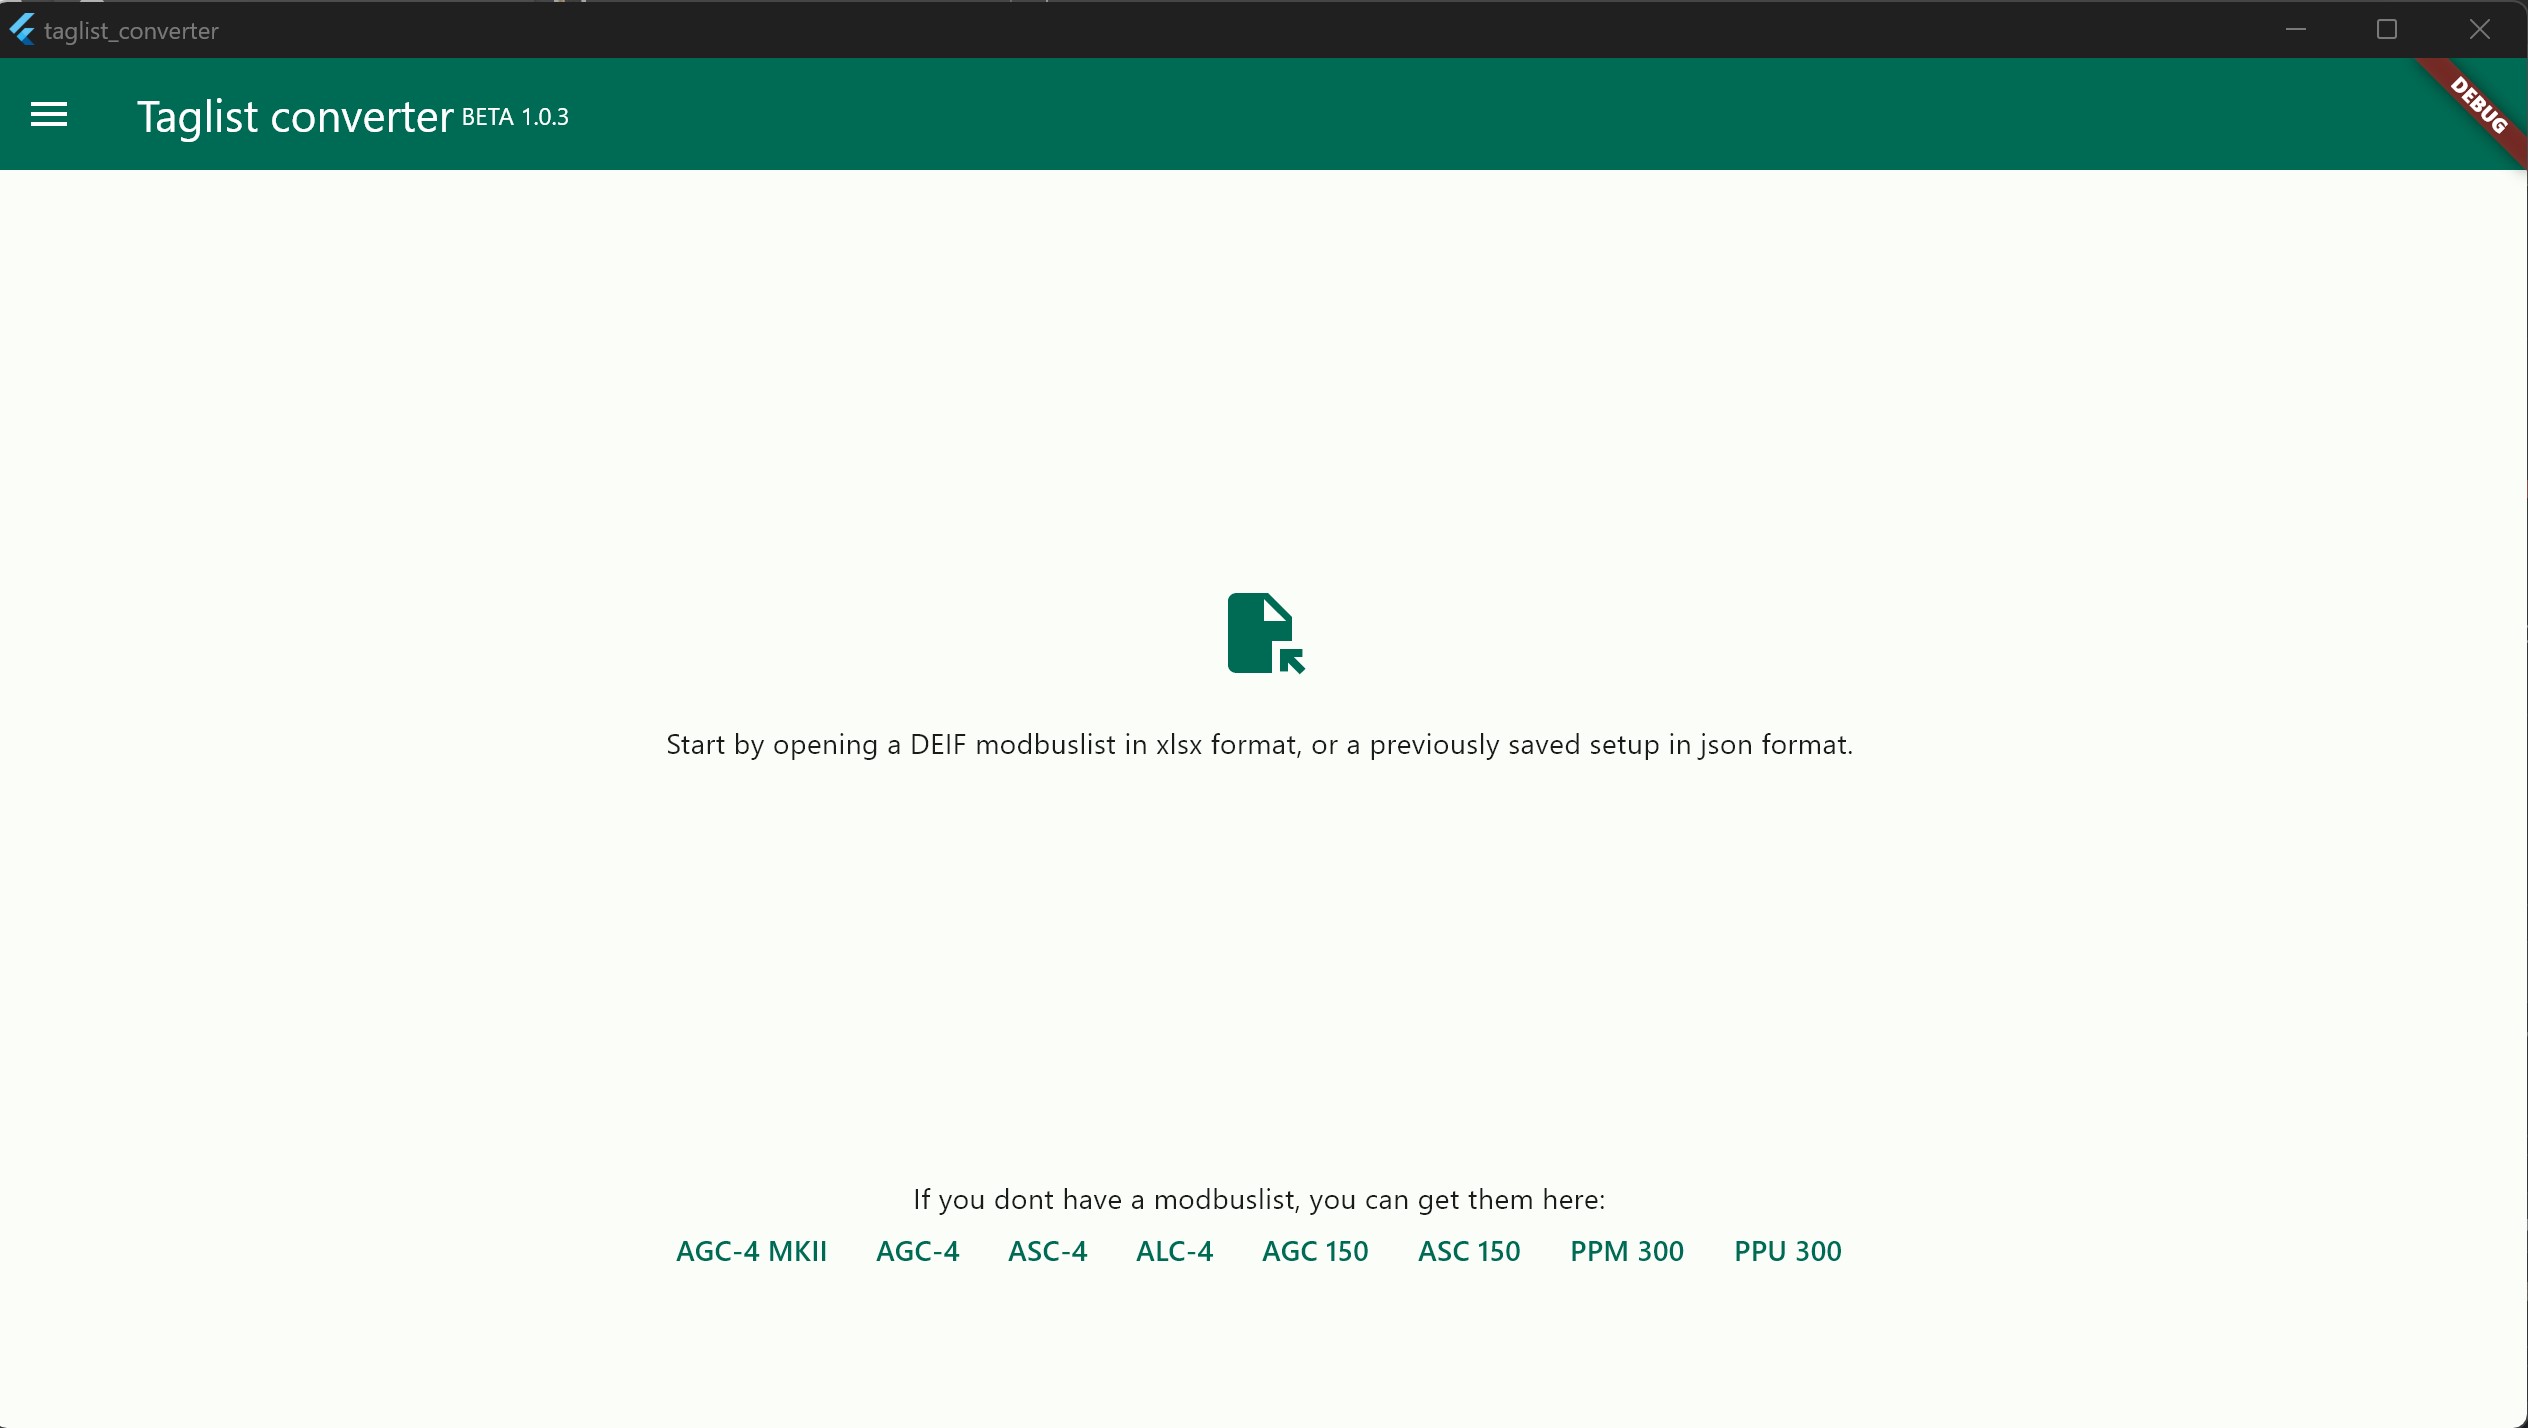 taglist_converter
Taglist converter BETA 1.0.3
DEBUG
Start by opening a DEIF modbuslist in xlsx format, or a previously saved setup in json format.
If you dont have a modbuslist, you can get them here:
AGC-4 MKII AGC-4 ASC-4 ALC-4 AGC 150 ASC 150 PPM 300 PPU 300